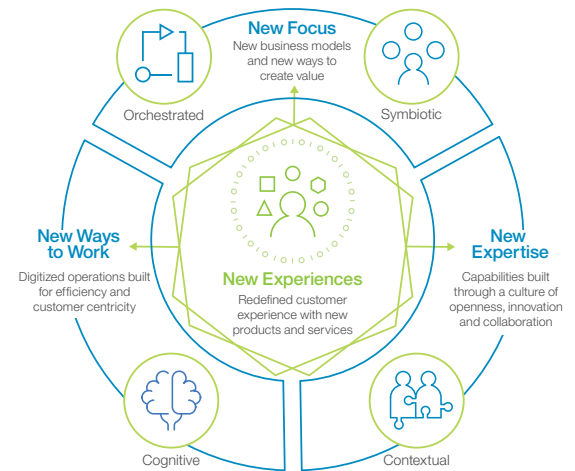 New Focus
New business models
and new ways to
create value
Orchestrated
Symbiotic
New Ways
to Work
Digitized operations built
for efficiency and
customer centricity
New Experiences
Redefined customer
experience with new
products and services
New
Expertise
Capabilities built
through a culture of
openness, innovation
and collaboration
Cognitive
Contextual